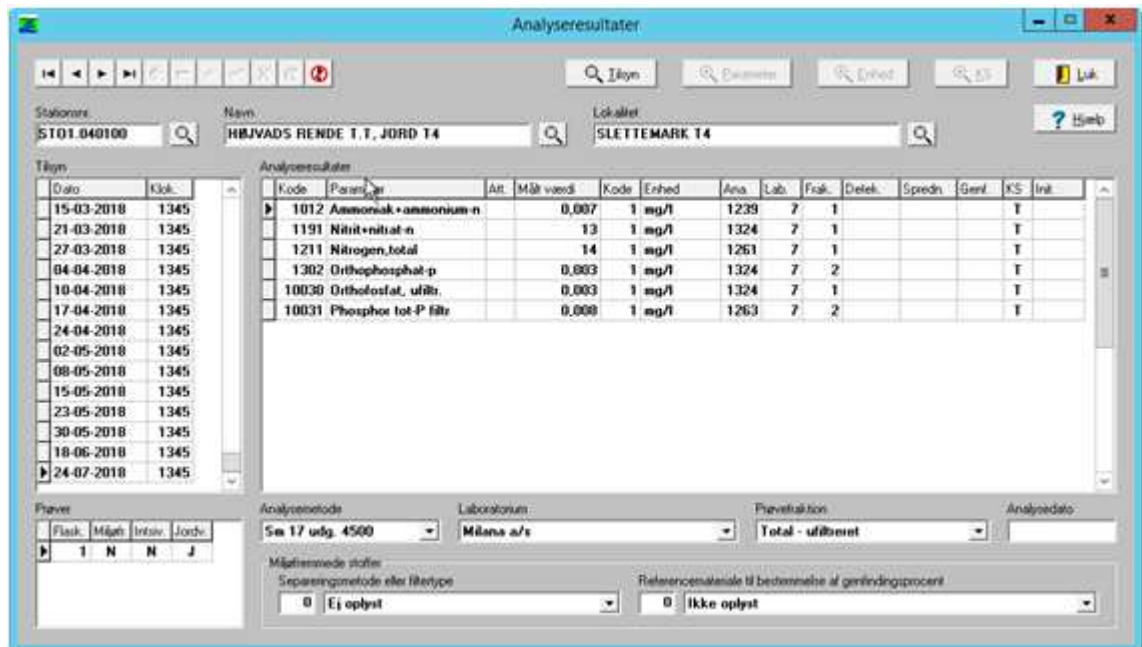 Analyseresultater
Tilsyn Parameter Enhed KS Luk
Stationsnr. Navn Lokalitet
ST01.040100 HØJVADS RENDE T.T, JORD T4 SLETTEMARK T4 Hjælp
Tilsyn Analyseresultater
Dato Klok. Kode Parameter Att. Målt værdi Kode Enhed Ana. Lab. Frak. Detek. Spredn. Genf. KS Init.
15-03-2018 1345 1012 Ammoniak+ammonium-n 0,007 1 mg/l 1239 7 1 T
21-03-2018 1345 1191 Nitrit+nitrat-n 13 1 mg/l 1324 7 1 T
27-03-2018 1345 1211 Nitrogen,total 14 1 mg/l 1261 7 1 T
04-04-2018 1345 1302 Orthophosphat-p 0,003 1 mg/l 1324 7 2 T
10-04-2018 1345 10030 Orthofosfat, ufiltr. 0,003 1 mg/l 1324 7 1 T
17-04-2018 1345 10031 Phosphor tot-P filtr 0,008 1 mg/l 1263 7 2 T
24-04-2018 1345
02-05-2018 1345
08-05-2018 1345
15-05-2018 1345
23-05-2018 1345
30-05-2018 1345
18-06-2018 1345
24-07-2018 1345
Prøver Analysemetode Laboratorium Prøvefraktion Analysedato
Flask. Miljøfr. Intsiv. Jordv. Sm 17 udg. 4500 Milana a/s Total - ufiltreret
1 N N J
Miljøfremmede stoffer
Separeringsmetode eller filtertype Referencemateriale til bestemmelse af genfindingsprocent
0 Ej oplyst 0 Ikke oplyst